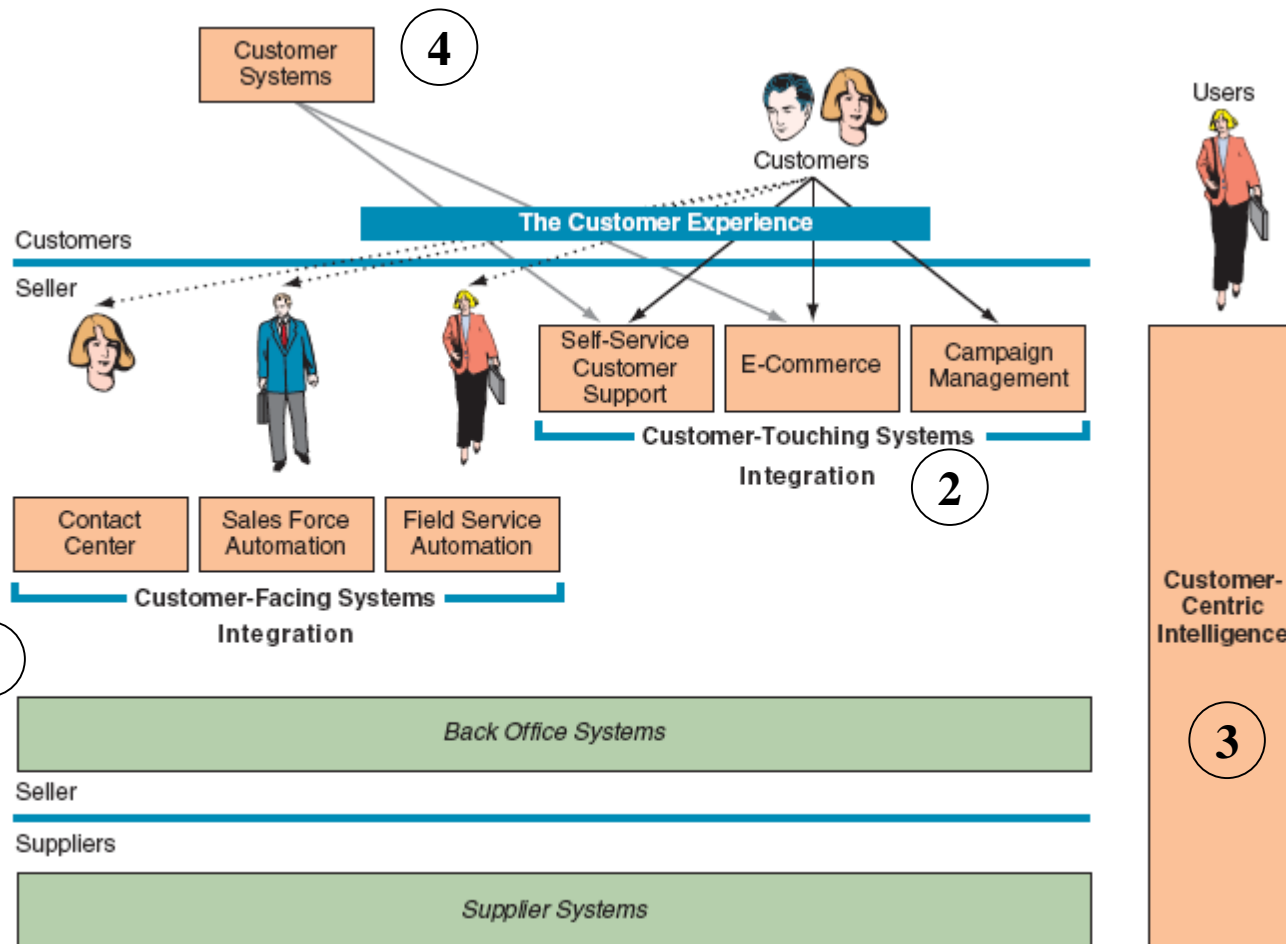 Customer
Systems
4
Customers
Users
The Customer Experience
Customers
Seller
Self-Service
Customer
Support
E-Commerce
Campaign
Management
Customer-Touching Systems
Integration
2
Contact
Center
Sales Force
Automation
Field Service
Automation
Customer-Facing Systems
Integration
Customer-
Centric
Intelligence
3
Back Office Systems
Seller
Suppliers
Supplier Systems